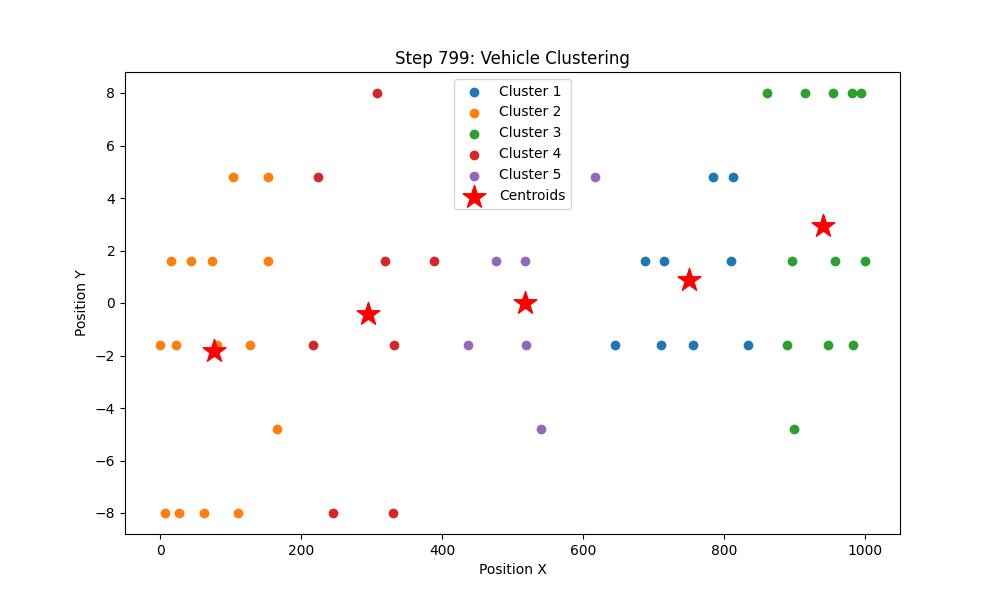 Step 799: Vehicle Clustering
Cluster 1
Cluster 2
Cluster 3
Cluster 4
Cluster 5
Centroids
Position Y
8
6
4
2
0
−2
−4
−6
−8
0 200 400 600 800 1000
Position X